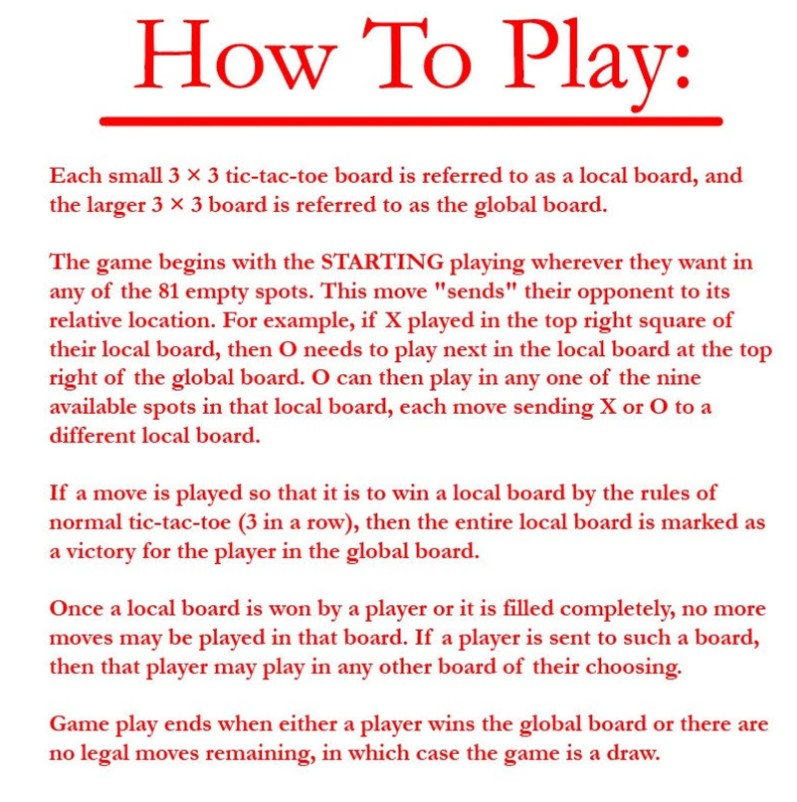 How To Play:
Each small 3 × 3 tic-tac-toe board is referred to as a local board, and
the larger 3 × 3 board is referred to as the global board.
The game begins with the STARTING playing wherever they want in
any of the 81 empty spots. This move "sends" their opponent to its
relative location. For example, if X played in the top right square of
their local board, then O needs to play next in the local board at the top
right of the global board. O can then play in any one of the nine
available spots in that local board, each move sending X or O to a
different local board.
If a move is played so that it is to win a local board by the rules of
normal tic-tac-toe (3 in a row), then the entire local board is marked as
a victory for the player in the global board.
Once a local board is won by a player or it is filled completely, no more
moves may be played in that board. If a player is sent to such a board,
then that player may play in any other board of their choosing.
Game play ends when either a player wins the global board or there are
no legal moves remaining, in which case the game is a draw.